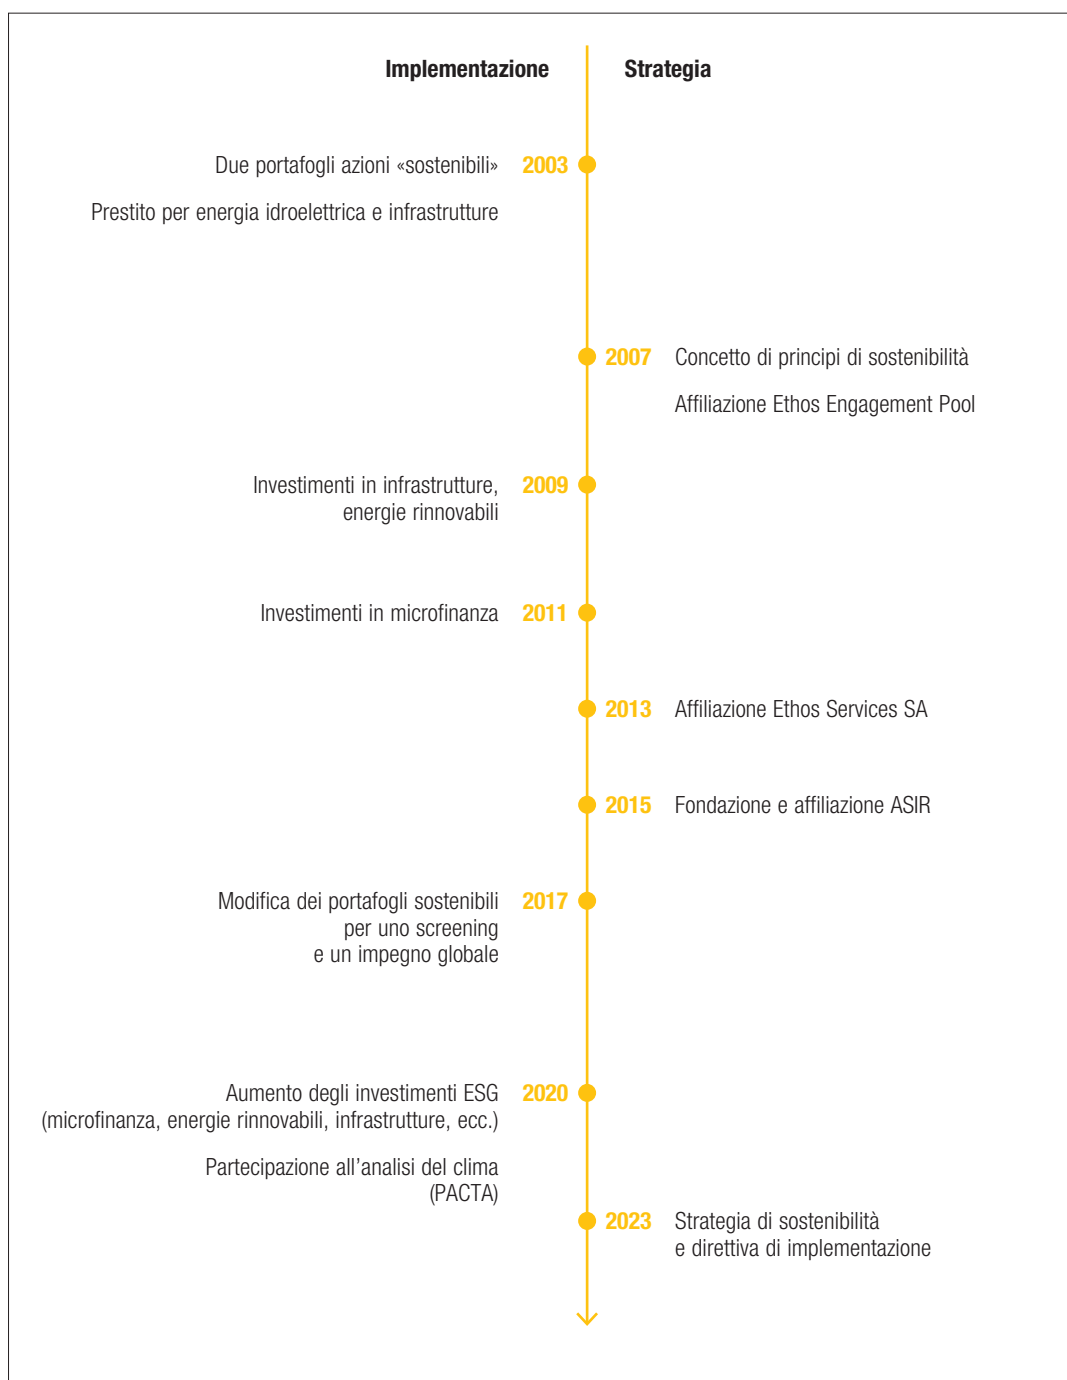 Implementazione
Strategia
Due portafogli azioni «sostenibili»
2003
Prestito per energia idroelettrica e infrastrutture
2007
Concetto di principi di sostenibilità
Affiliazione Ethos Engagement Pool
Investimenti in infrastrutture,
energie rinnovabili
2009
Investimenti in microfinanza
2011
2013
Affiliazione Ethos Services SA
2015
Fondazione e affiliazione ASIR
Modifica dei portafogli sostenibili
per uno screening
e un impegno globale
2017
Aumento degli investimenti ESG
(microfinanza, energie rinnovabili, infrastrutture, ecc.)
2020
Partecipazione all’analisi del clima
(PACTA)
2023
Strategia di sostenibilità
e direttiva di implementazione